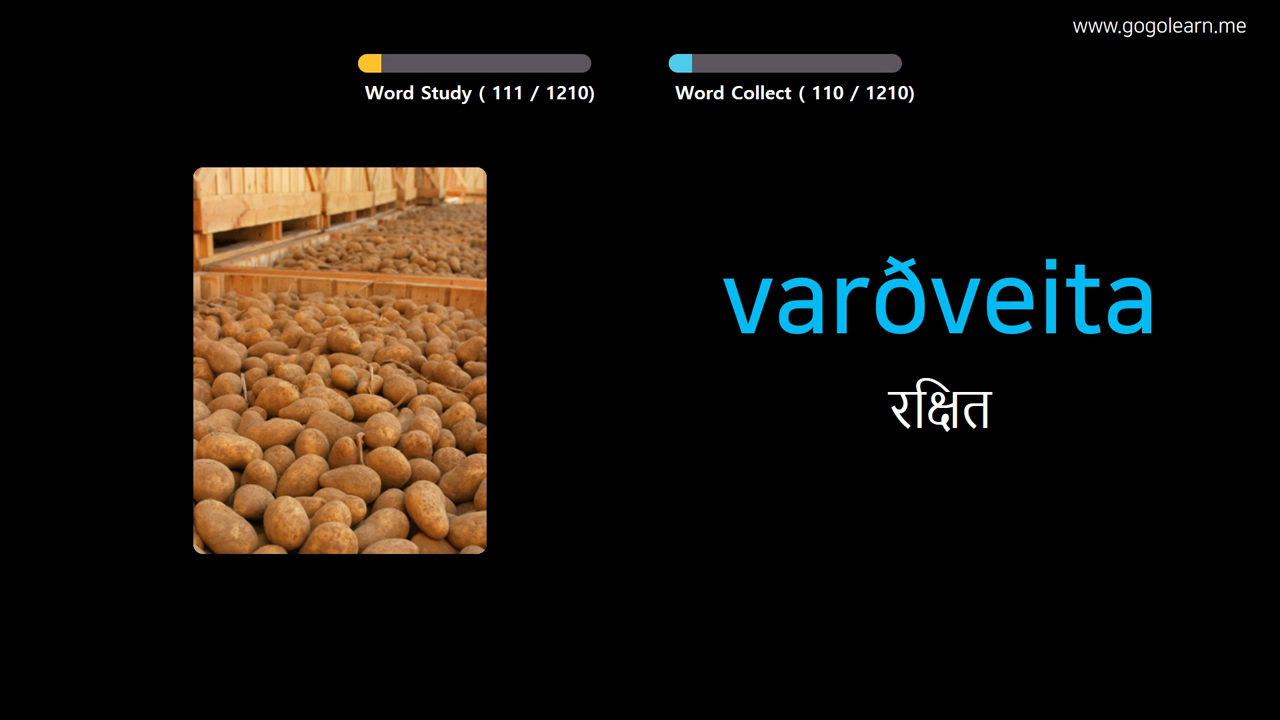 www.gogolearn.me
Word Study ( 111 / 1210)
Word Collect ( 110 / 1210)
varðveita
रक्षित